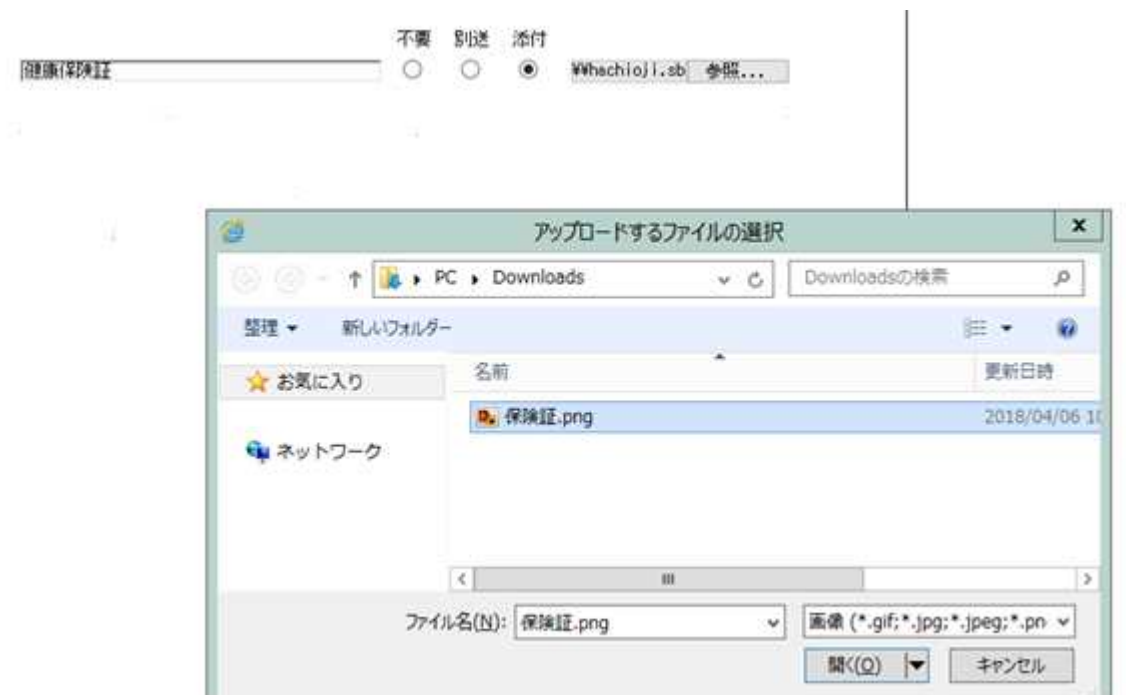 不要 別送 添付
健康保険証 ¥¥hachioji.sb 参照...
アップロードするファイルの選択 x
PC Downloads Downloadsの検索
整理 新しいフォルダー
お気に入り 名前 更新日時
保険証.png 2018/04/06 10
ネットワーク
ファイル名(N): 保険証.png 画像 (*.gif;*.jpg;*.jpeg;*.pn
開く(O) キャンセル